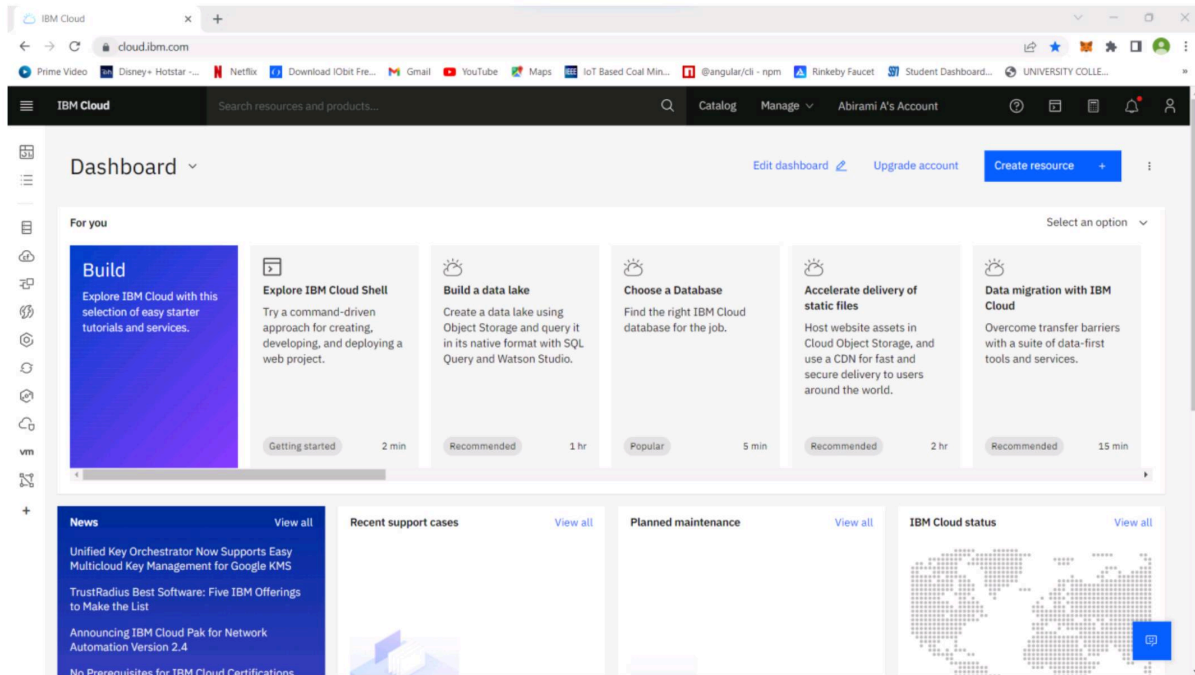 IBM Cloud
cloud.ibm.com
Prime Video Disney+ Hotstar -... Netflix Download IObit Fre... Gmail YouTube Maps IoT Based Coal Min... @angular/cli - npm Rinkeby Faucet Student Dashboard... UNIVERSITY COLLE... »
IBM Cloud Search resources and products... Catalog Manage Abirami A's Account
Dashboard Edit dashboard Upgrade account Create resource +
For you Select an option
Build
Explore IBM Cloud with this
selection of easy starter
tutorials and services.
Explore IBM Cloud Shell
Try a command-driven
approach for creating,
developing, and deploying a
web project.
Getting started 2 min
Build a data lake
Create a data lake using
Object Storage and query it
in its native format with SQL
Query and Watson Studio.
Recommended 1 hr
Choose a Database
Find the right IBM Cloud
database for the job.
Popular 5 min
Accelerate delivery of
static files
Host website assets in
Cloud Object Storage, and
use a CDN for fast and
secure delivery to users
around the world.
Recommended 2 hr
Data migration with IBM
Cloud
Overcome transfer barriers
with a suite of data-first
tools and services.
Recommended 15 min
vm
News View all
Unified Key Orchestrator Now Supports Easy
Multicloud Key Management for Google KMS
TrustRadius Best Software: Five IBM Offerings
to Make the List
Announcing IBM Cloud Pak for Network
Automation Version 2.4
No Prerequisites for IBM Cloud Certifications
Recent support cases View all
Planned maintenance View all
IBM Cloud status View all